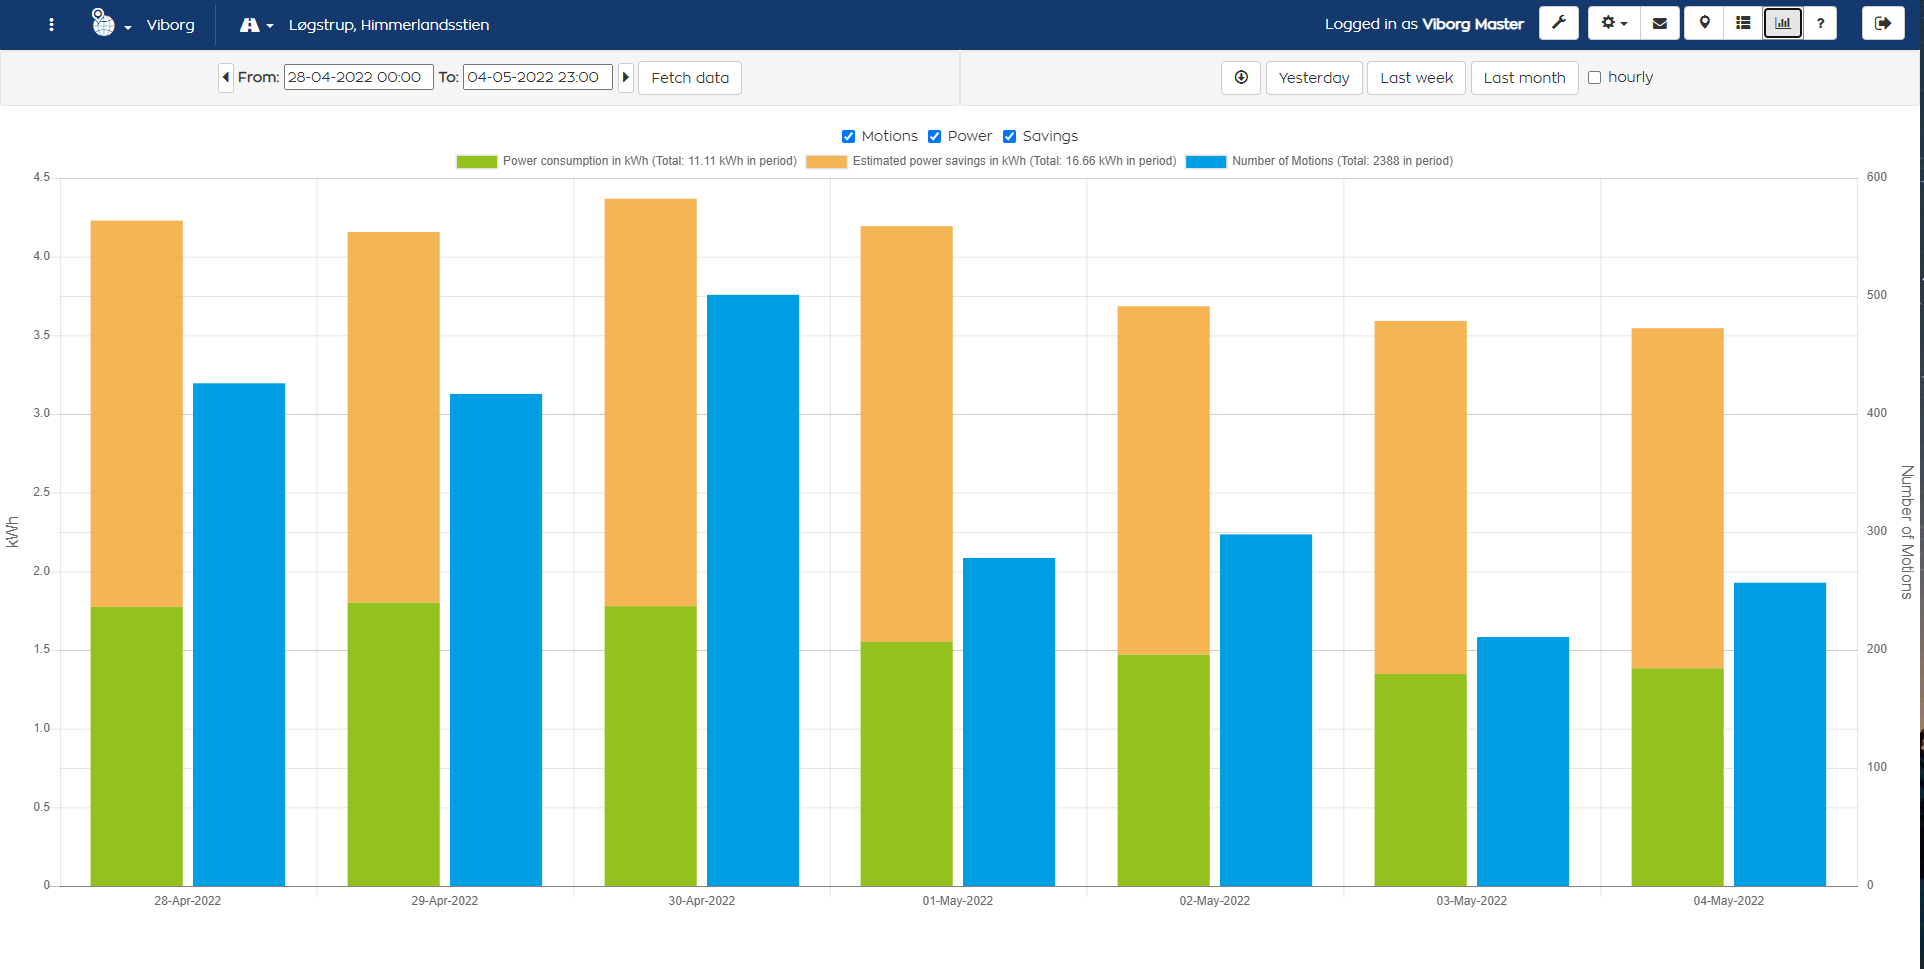 Viborg Løgstrup, Himmerlandsstien Logged in as Viborg Master ?
From: 28-04-2022 00:00 To: 04-05-2022 23:00 Fetch data Yesterday Last week Last month hourly
Motions Power Savings
Power consumption in kWh (Total: 11.11 kWh in period) Estimated power savings in kWh (Total: 16.66 kWh in period) Number of Motions (Total: 2388 in period)
4.5
4.0
3.5
3.0
2.5
2.0
1.5
1.0
0.5
0
kWh
600
500
400
300
200
100
0
Number of Motions
28-Apr-2022 29-Apr-2022 30-Apr-2022 01-May-2022 02-May-2022 03-May-2022 04-May-2022